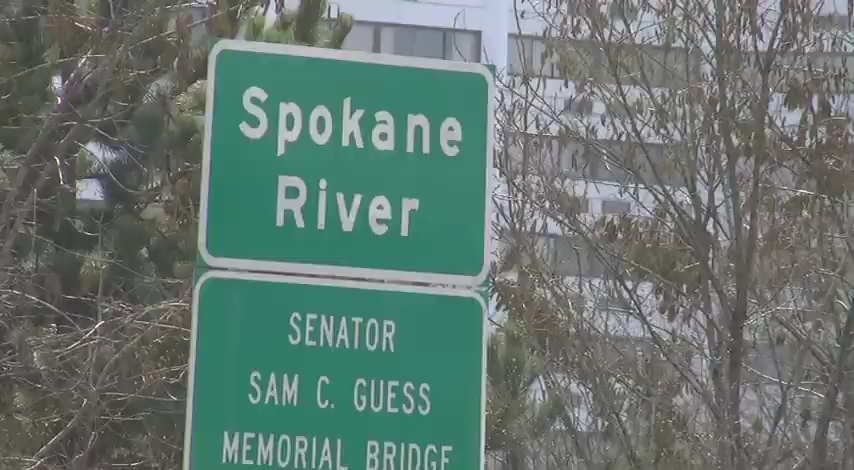 Spokane
River
SENATOR
SAM C. GUESS
MEMORIAL BRIDGE